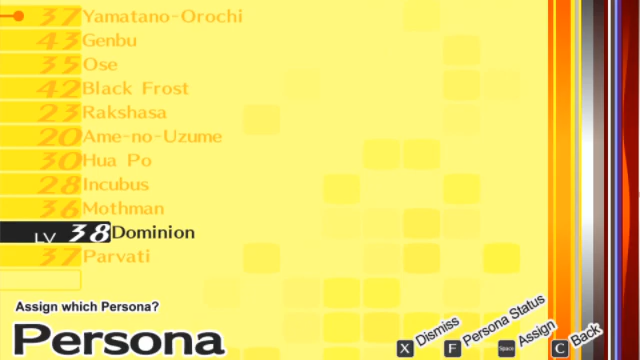 37 Yamatano-Orochi
43 Genbu
35 Ose
42 Black Frost
23 Rakshasa
20 Ame-no-Uzume
30 Hua Po
28 Incubus
36 Mothman
LV 38 Dominion
37 Parvati
Assign which Persona?
Persona
X Dismiss
F Persona Status
Space Assign
C Back